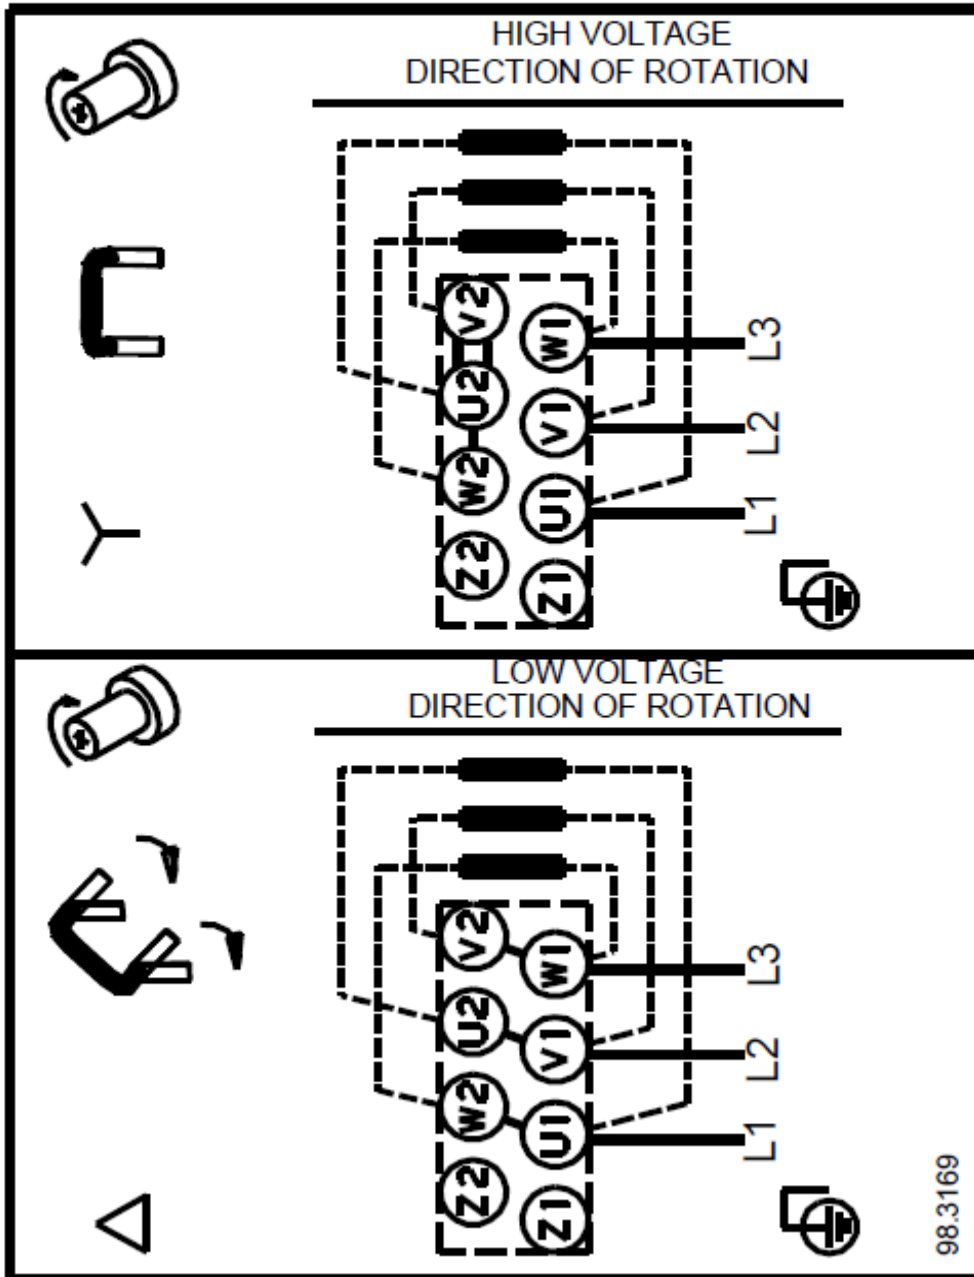 HIGH VOLTAGE
DIRECTION OF ROTATION
V2
W1
L3
U2
V1
L2
W2
U1
L1
Z2
Z1
LOW VOLTAGE
DIRECTION OF ROTATION
V2
W1
L3
U2
V1
L2
W2
U1
L1
Z2
Z1
98.3169